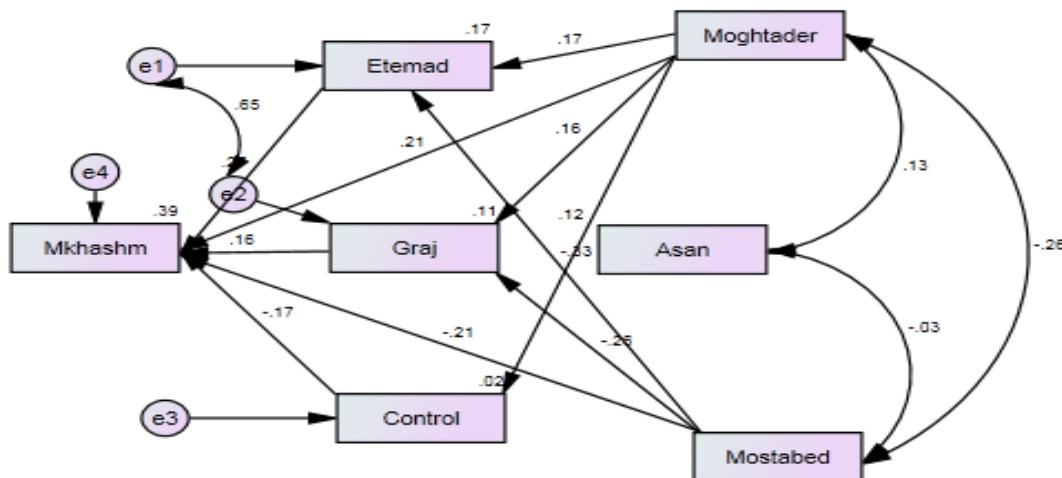 .17
.17
Moghtader
e1
Etemad
.65
.16
.21
.13
e4
e2
.39
.11
.12
-.33
-.26
Mkhashm
.16
Graj
Asan
-.17
-.21
-.03
.02
e3
Control
Mostabed